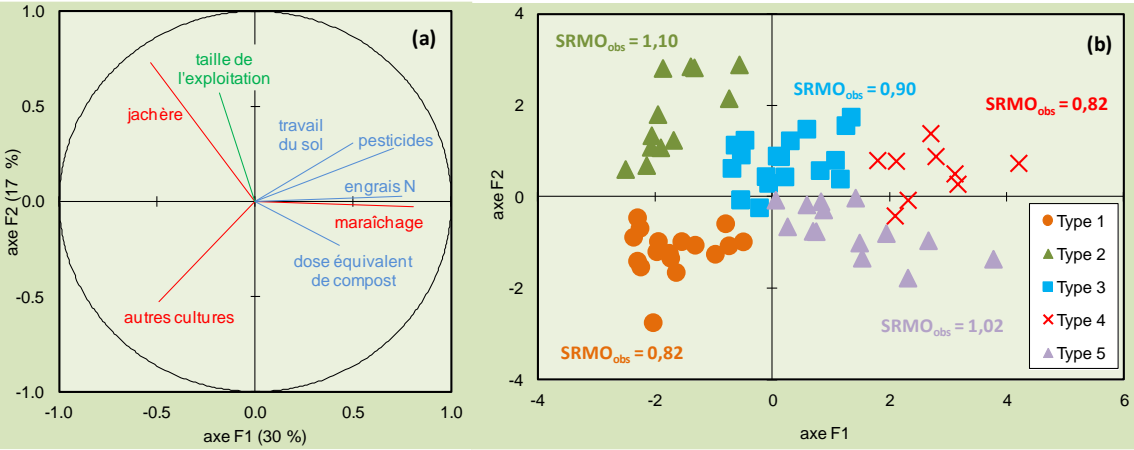 (a)
1.0
0.5
0.0
-0.5
-1.0
-1.0
-0.5
0.0
0.5
1.0
axe F2 (17 %)
axe F1 (30 %)
taille de
l'exploitation
jachère
travail
du sol
pesticides
engrais N
maraîchage
dose équivalent
de compost
autres cultures
(b)
4
2
0
-2
-4
-4
-2
0
2
4
6
axe F2
axe F1
SRMOobs = 1,10
SRMOobs = 0,90
SRMOobs = 0,82
SRMOobs = 1,02
SRMOobs = 0,82
Type 1
Type 2
Type 3
Type 4
Type 5